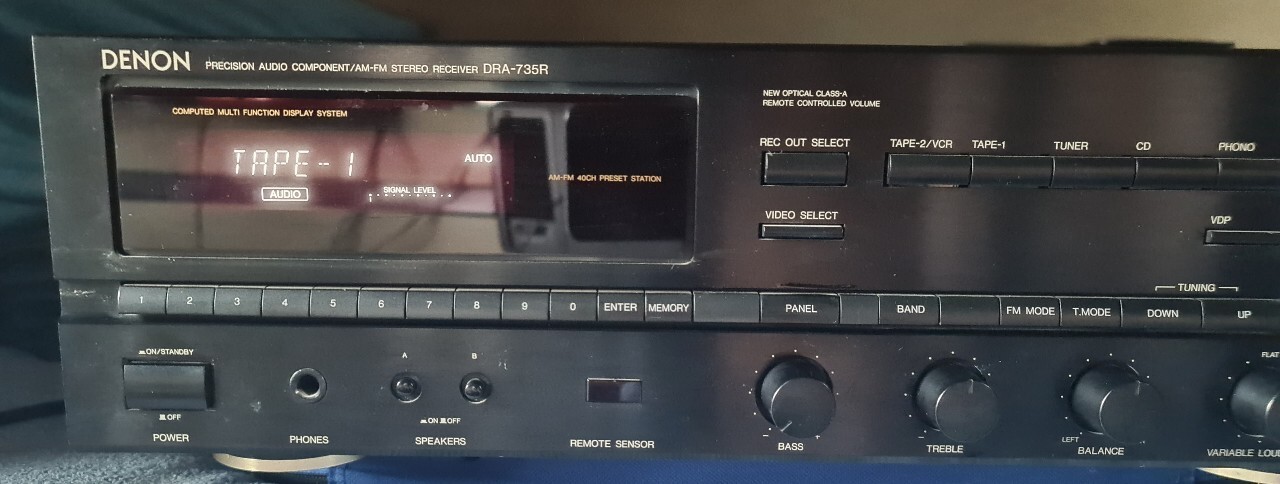 DENON PRECISION AUDIO COMPONENT/AM-FM STEREO RECEIVER DRA-735R
COMPUTED MULTI FUNCTION DISPLAY SYSTEM
TAPE-1 AUTO
AUDIO SIGNAL LEVEL
AM-FM 40CH PRESET STATION
NEW OPTICAL CLASS-A
REMOTE CONTROLLED VOLUME
REC OUT SELECT TAPE-2/VCR TAPE-1 TUNER CD PHONO
VIDEO SELECT VDP
TUNING
1 2 3 4 5 6 7 8 9 0 ENTER MEMORY PANEL BAND FM MODE T.MODE DOWN UP
ON/STANDBY A B FLAT
OFF ON OFF LEFT
POWER PHONES SPEAKERS REMOTE SENSOR BASS TREBLE BALANCE VARIABLE